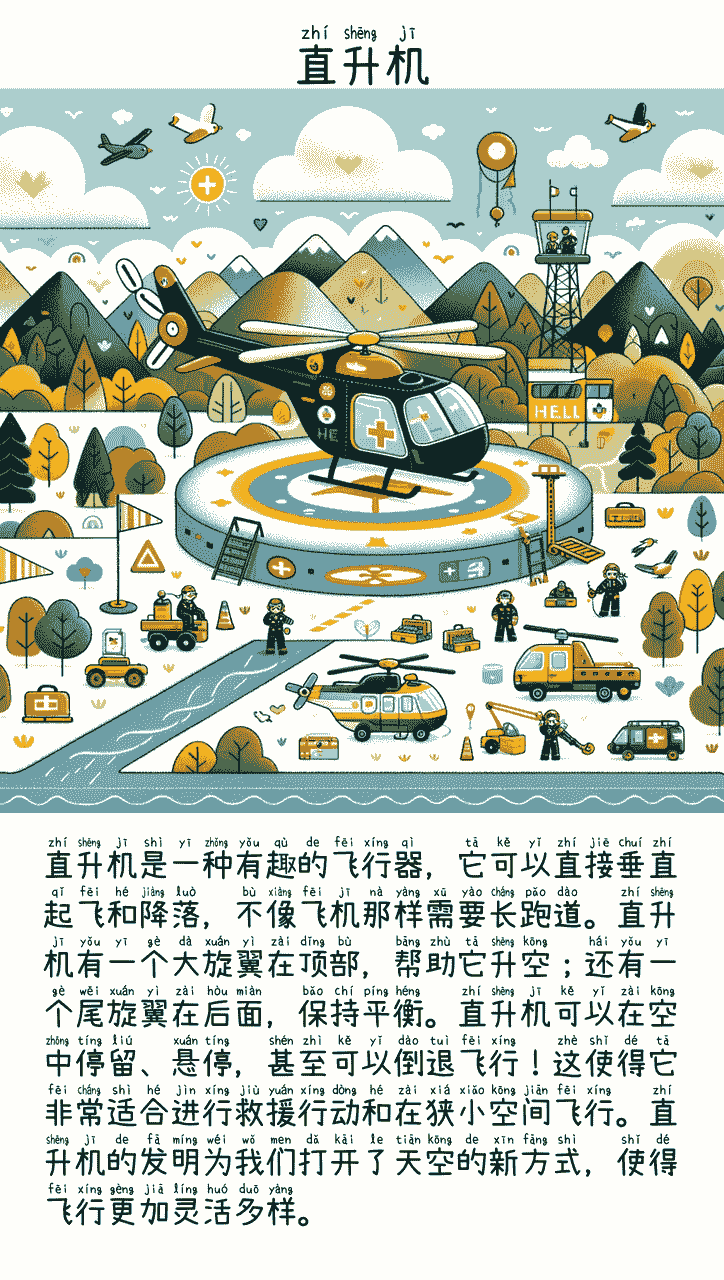 zhí shēng jī
直升机
HELL
HE
zhí shēng jī shì yī zhǒng yǒu qù de fēi xíng qì tā kě yǐ zhí jiē chuí zhí
直升机是一种有趣的飞行器，它可以直接垂直
qǐ fēi hé jiàng luò bù xiàng fēi jī nà yàng xū yào cháng pǎo dào zhí shēng
起飞和降落，不像飞机那样需要长跑道。直升
jī yǒu yī gè dà xuán yì zài dǐng bù bāng zhù tā shēng kōng hái yǒu yī
机有一个大旋翼在顶部，帮助它升空；还有一
gè wěi xuán yì zài hòu miàn bǎo chí píng héng zhí shēng jī kě yǐ zài kōng
个尾旋翼在后面，保持平衡。直升机可以在空
zhōng tíng liú xuán tíng shèn zhì kě yǐ dào tuì fēi xíng zhè shǐ dé tā
中停留、悬停，甚至可以倒退飞行！这使得它
fēi cháng shì hé jìn xíng jiù yuán xíng dòng hé zài xiá xiǎo kōng jiān fēi xíng zhí
非常适合进行救援行动和在狭小空间飞行。直
shēng jī de fā míng wéi wǒ men dǎ kāi le tiān kōng de xīn fāng shì shǐ dé
升机的发明为我们打开了天空的新方式，使得
fēi xíng gèng jiā líng huó duō yàng
飞行更加灵活多样。